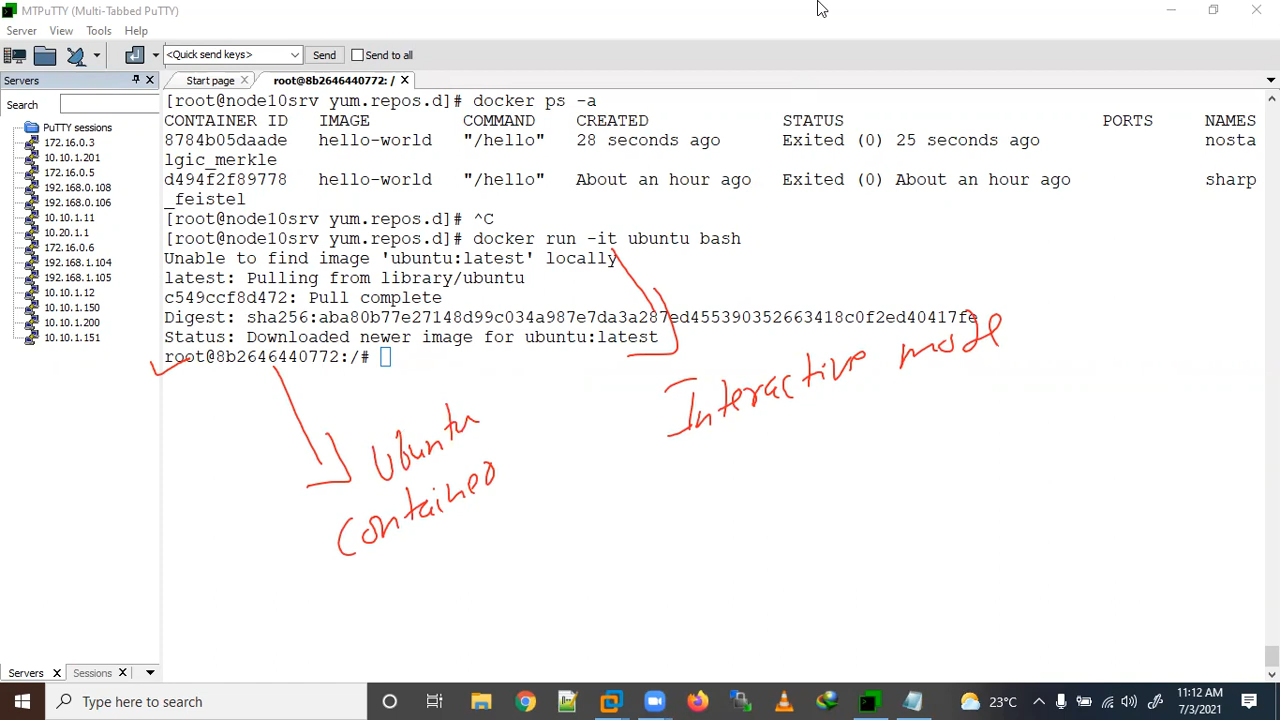 MTPuTTY (Multi-Tabbed PuTTY)
Server View Tools Help
<Quick send keys> Send Send to all
Servers
Start page root@8b2646440772: /
Search
PuTTY sessions
172.16.0.3
10.10.1.201
172.16.0.5
192.168.0.108
192.168.0.106
10.10.1.11
10.20.1.1
172.16.0.6
192.168.1.104
192.168.1.105
10.10.1.12
10.10.1.150
10.10.1.200
10.10.1.151
[root@node10srv yum.repos.d]# docker ps -a
CONTAINER ID IMAGE COMMAND CREATED STATUS PORTS NAMES
8784b05daade hello-world "/hello" 28 seconds ago Exited (0) 25 seconds ago nosta
lgic_merkle
d494f2f89778 hello-world "/hello" About an hour ago Exited (0) About an hour ago sharp
_feistel
[root@node10srv yum.repos.d]# ^C
[root@node10srv yum.repos.d]# docker run -it ubuntu bash
Unable to find image 'ubuntu:latest' locally
latest: Pulling from library/ubuntu
c549ccf8d472: Pull complete
Digest: sha256:aba80b77e27148d99c034a987e7da3a287ed455390352663418c0f2ed40417fe
Status: Downloaded newer image for ubuntu:latest
root@8b2646440772:/#
Interactive mode
Ubuntu
Container
Servers Sessions
Type here to search
23°C
11:12 AM
7/3/2021